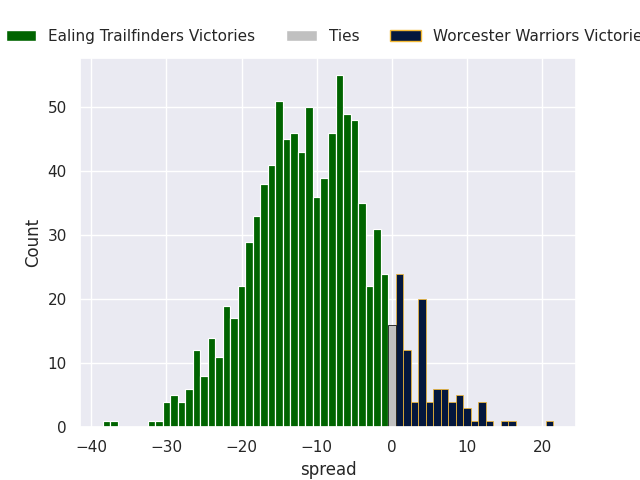 Ealing Trailfinders Victories Ties Worcester Warriors Victorie
50
40
30
20
10
0
Count
−40 −30 −20 −10 0 10 20
spread